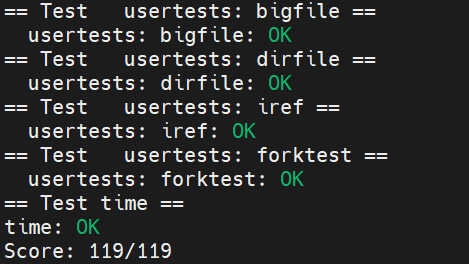 == Test   usertests: bigfile ==
  usertests: bigfile: OK
== Test   usertests: dirfile ==
  usertests: dirfile: OK
== Test   usertests: iref ==
  usertests: iref: OK
== Test   usertests: forktest ==
  usertests: forktest: OK
== Test time ==
time: OK
Score: 119/119